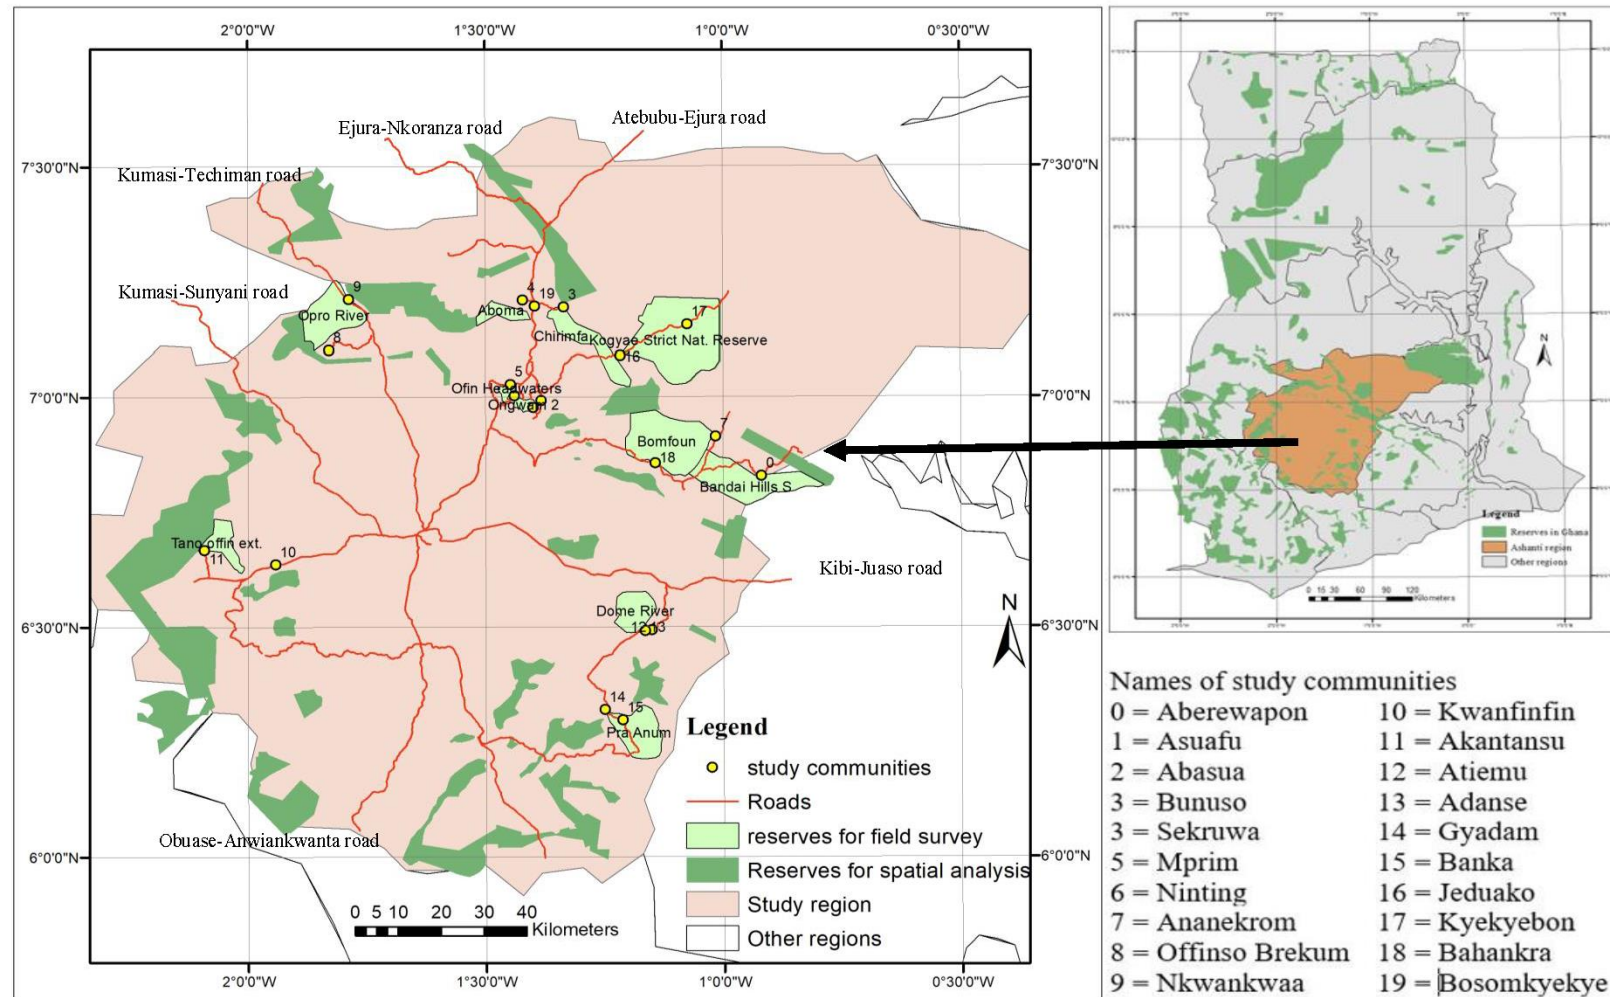 2°0'0"W 1°30'0"W 1°0'0"W 0°30'0"W
Atebubu-Ejura road
Ejura-Nkoranza road
7°30'0"N 7°30'0"N
Kumasi-Techiman road
Kumasi-Sunyani road
9
4
19
3
17
Opro River
Aboma
Chirimfa
Kogyae Strict Nat. Reserve
8
16
5
Ofin Headwaters
7°0'0"N 7°0'0"N
Ongwam 2
7
Bomfoun
18
0
Bandai Hills S
Tano offin ext.
11
10
Kibi-Juaso road
Dome River
12 13
6°30'0"N 6°30'0"N
N
14
15
Pra Anum
Legend
study communities
Roads
reserves for field survey
Reserves for spatial analysis
Study region
Other regions
Obuase-Anwiankwanta road
6°0'0"N 6°0'0"N
0 5 10 20 30 40
Kilometers
2°0'0"W 1°30'0"W 1°0'0"W 0°30'0"W
N
Legend
Reserves in Ghana
Ashanti region
Other regions
0 15 30 60 90 120
Kilometers
Names of study communities
0 = Aberewapon 10 = Kwanfinfin
1 = Asuafu 11 = Akantansu
2 = Abasua 12 = Atiemu
3 = Bunuso 13 = Adanse
3 = Sekruwa 14 = Gyadam
5 = Mprim 15 = Banka
6 = Ninting 16 = Jeduako
7 = Ananekrom 17 = Kyekyebon
8 = Offinso Brekum 18 = Bahankra
9 = Nkwankwaa 19 = Bosomkyekye